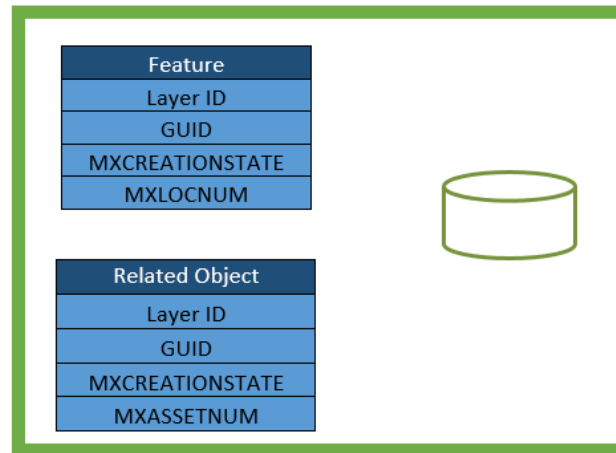 Feature
Layer ID
GUID
MXCREATIONSTATE
MXLOCNUM
Related Object
Layer ID
GUID
MXCREATIONSTATE
MXASSETNUM